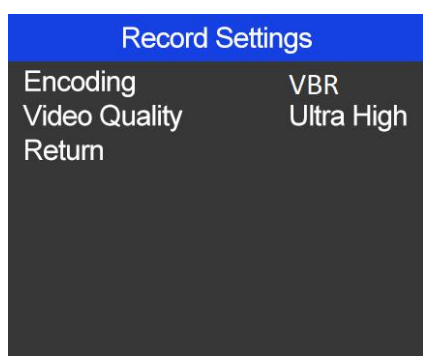 Record Settings
Encoding VBR
Video Quality Ultra High
Return